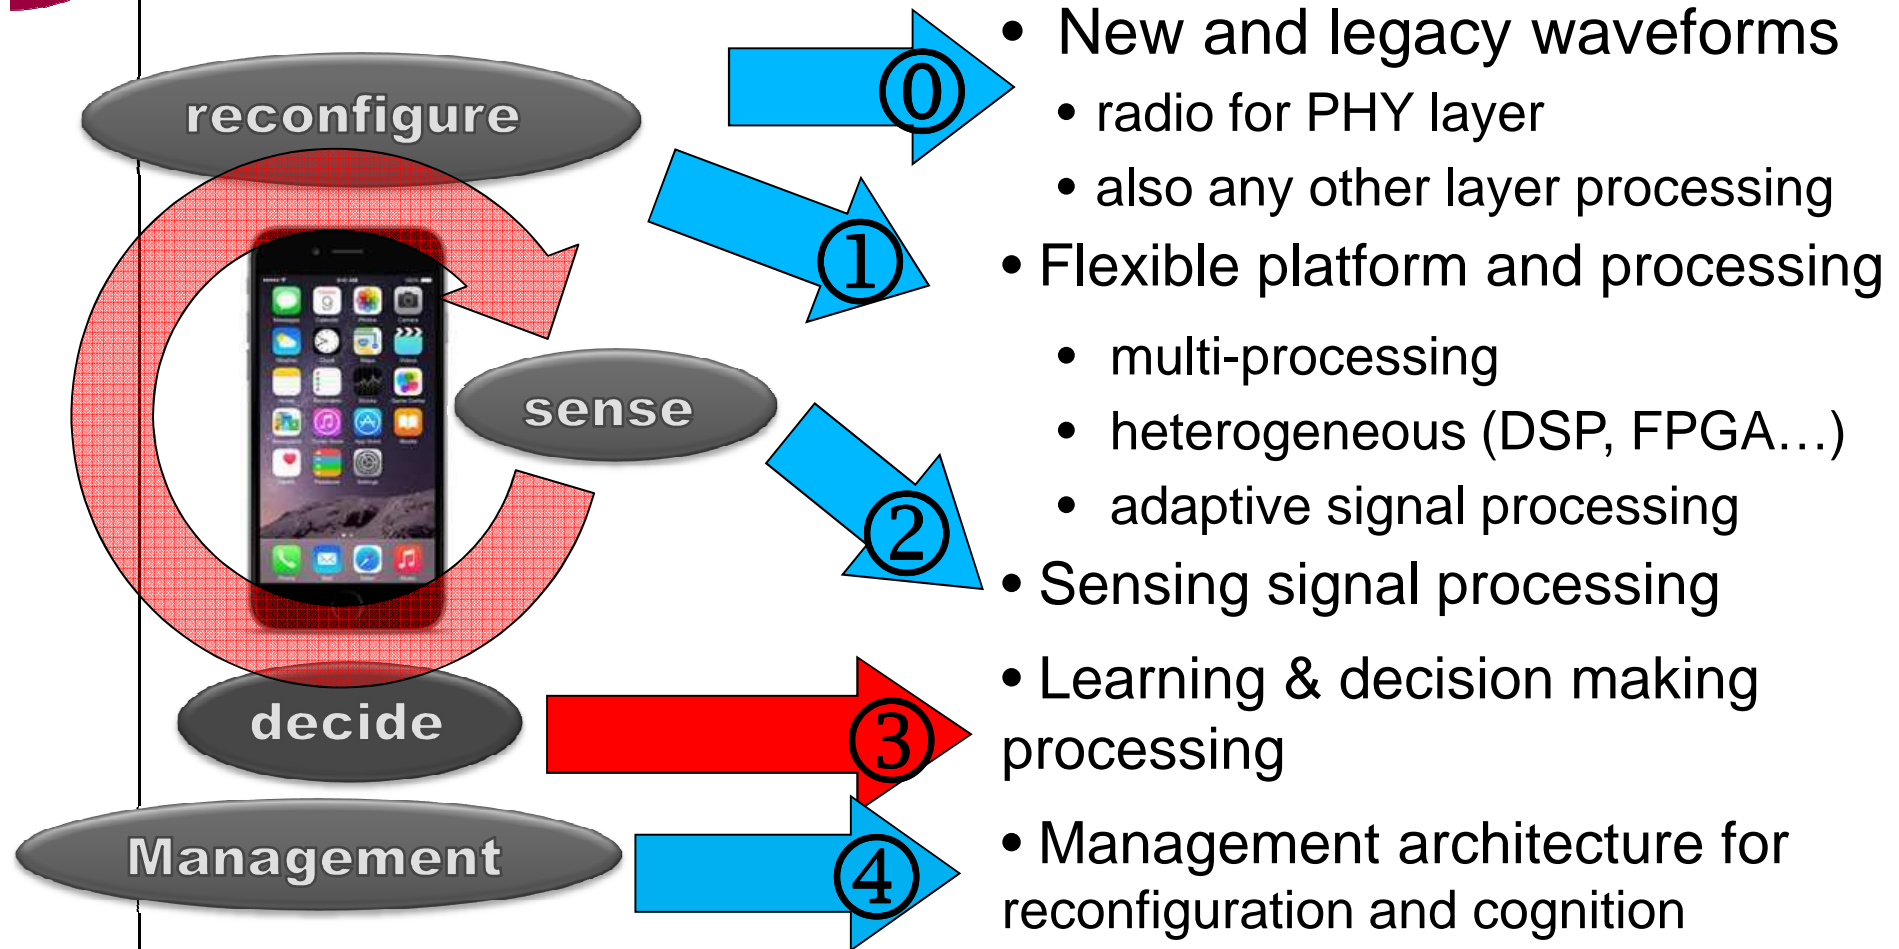 reconfigure
sense
decide
Management
⓪
①
②
③
④
• New and legacy waveforms
• radio for PHY layer
• also any other layer processing
• Flexible platform and processing
• multi-processing
• heterogeneous (DSP, FPGA…)
• adaptive signal processing
• Sensing signal processing
• Learning & decision making
processing
• Management architecture for
reconfiguration and cognition